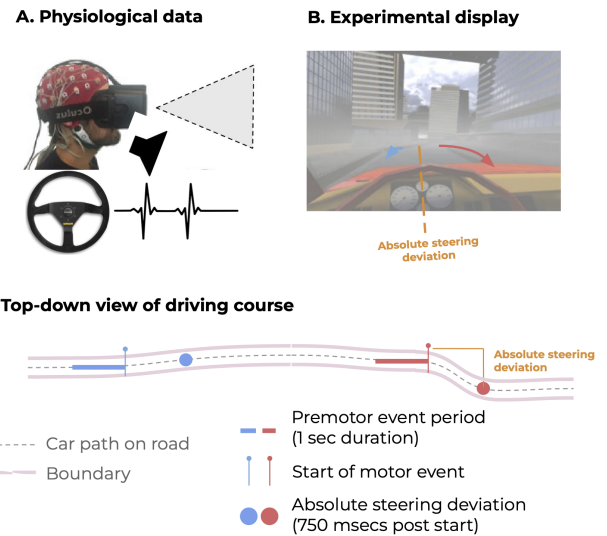 A. Physiological data
B. Experimental display
Oculus
Absolute steering
deviation
Top-down view of driving course
Absolute steering
deviation
Car path on road
Boundary
Premotor event period
(1 sec duration)
Start of motor event
Absolute steering deviation
(750 msecs post start)